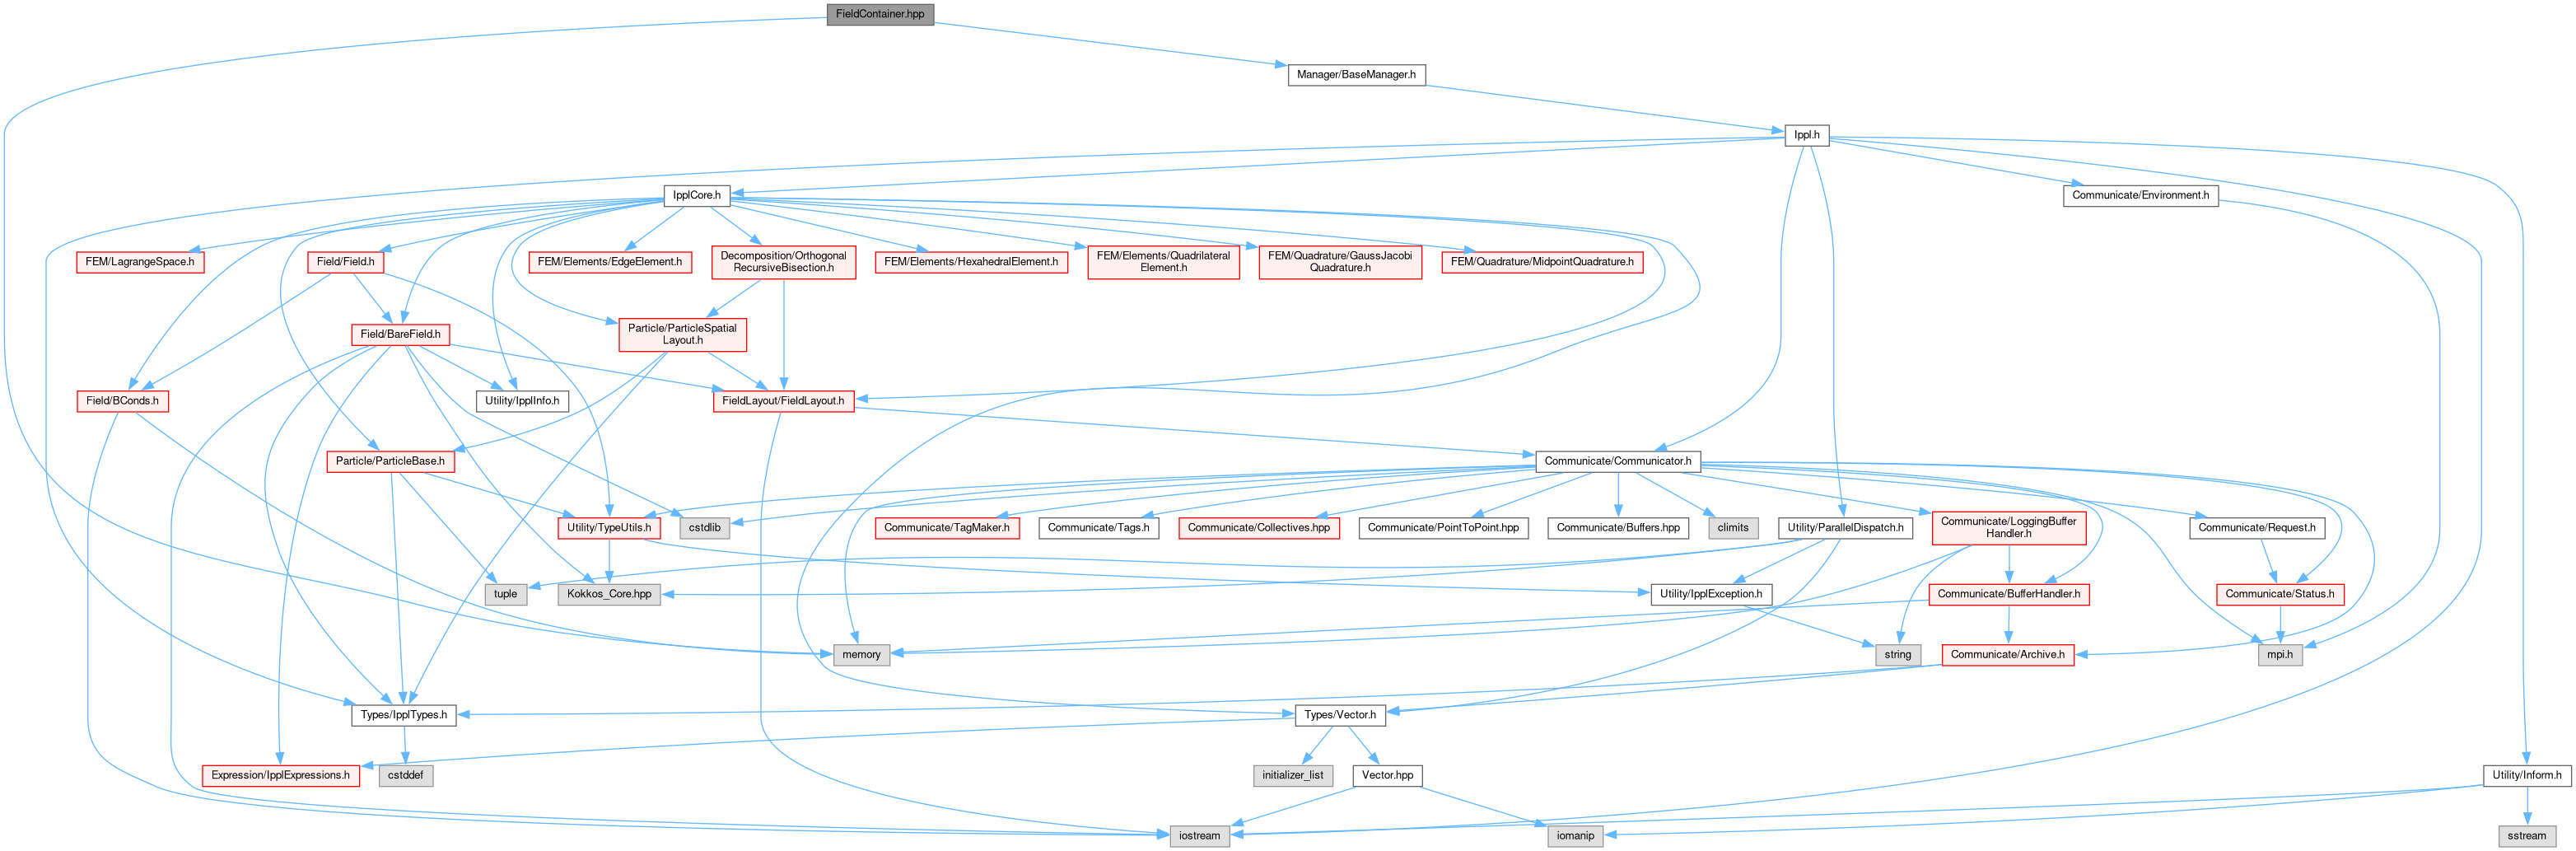 FieldContainer.hpp
Manager/BaseManager.h
Ippl.h
IpplCore.h
Communicate/Environment.h
FEM/LagrangeSpace.h
Field/Field.h
FEM/Elements/EdgeElement.h
Decomposition/Orthogonal
RecursiveBisection.h
FEM/Elements/HexahedralElement.h
FEM/Elements/Quadrilateral
Element.h
FEM/Quadrature/GaussJacobi
Quadrature.h
FEM/Quadrature/MidpointQuadrature.h
Field/BareField.h
Particle/ParticleSpatial
Layout.h
Field/BConds.h
Utility/IpplInfo.h
FieldLayout/FieldLayout.h
Particle/ParticleBase.h
Communicate/Communicator.h
Utility/TypeUtils.h
cstdlib
Communicate/TagMaker.h
Communicate/Tags.h
Communicate/Collectives.hpp
Communicate/PointToPoint.hpp
Communicate/Buffers.hpp
climits
Utility/ParallelDispatch.h
Communicate/LoggingBuffer
Handler.h
Communicate/Request.h
tuple
Kokkos_Core.hpp
Utility/IpplException.h
Communicate/BufferHandler.h
Communicate/Status.h
memory
string
Communicate/Archive.h
mpi.h
Types/IpplTypes.h
Types/Vector.h
Expression/IpplExpressions.h
cstddef
initializer_list
Vector.hpp
Utility/Inform.h
iostream
iomanip
sstream